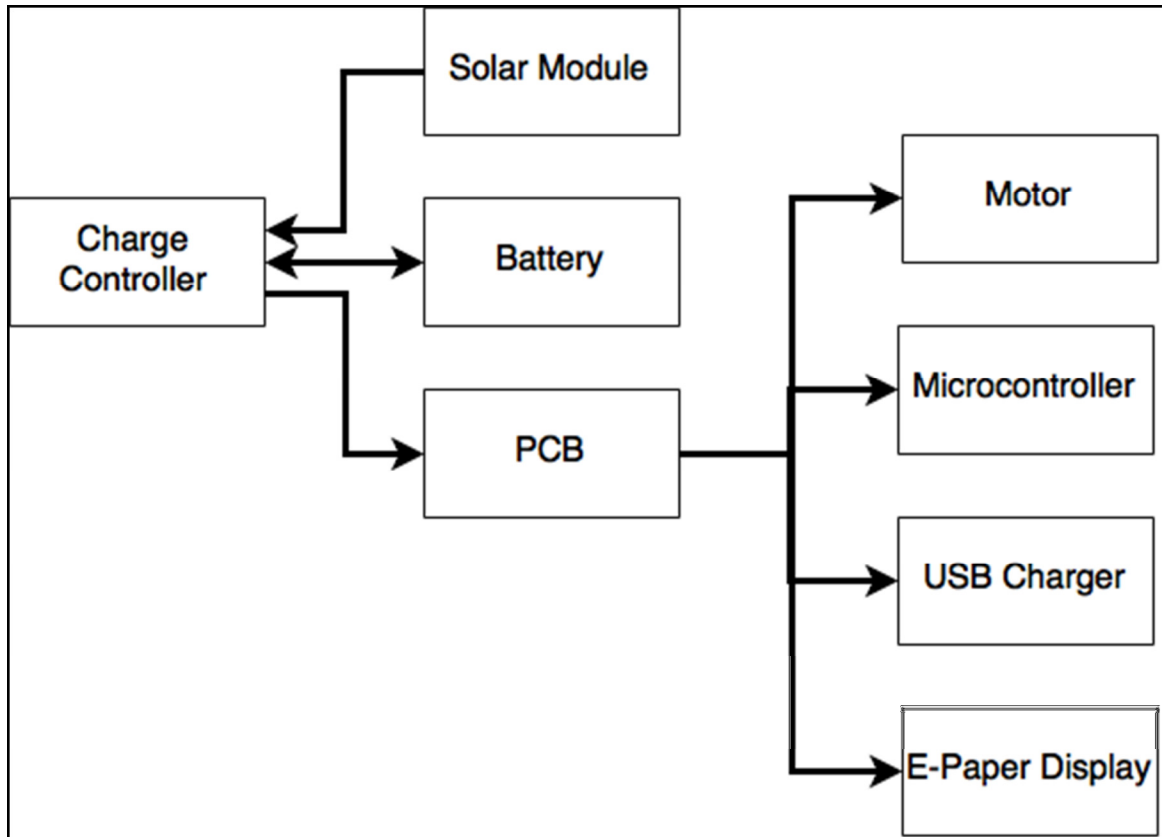 Solar Module
Charge
Controller
Battery
PCB
Motor
Microcontroller
USB Charger
E-Paper Display